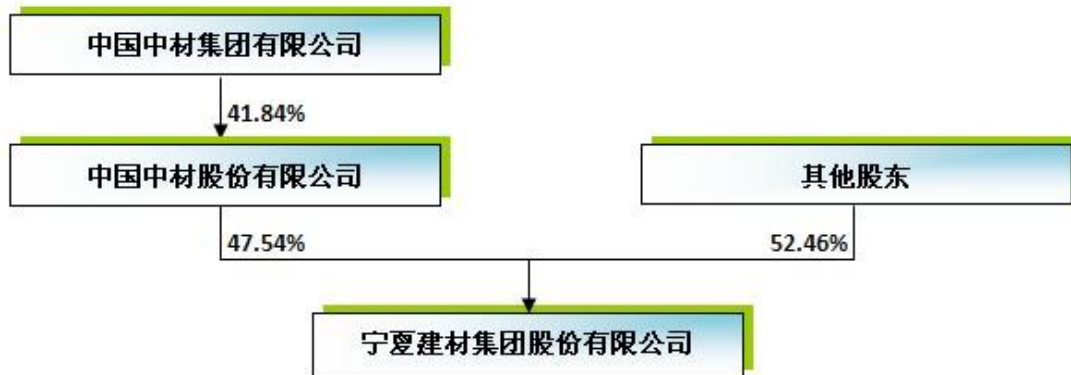 中国中材集团有限公司
41.84%
中国中材股份有限公司
其他股东
47.54%
52.46%
宁夏建材集团股份有限公司